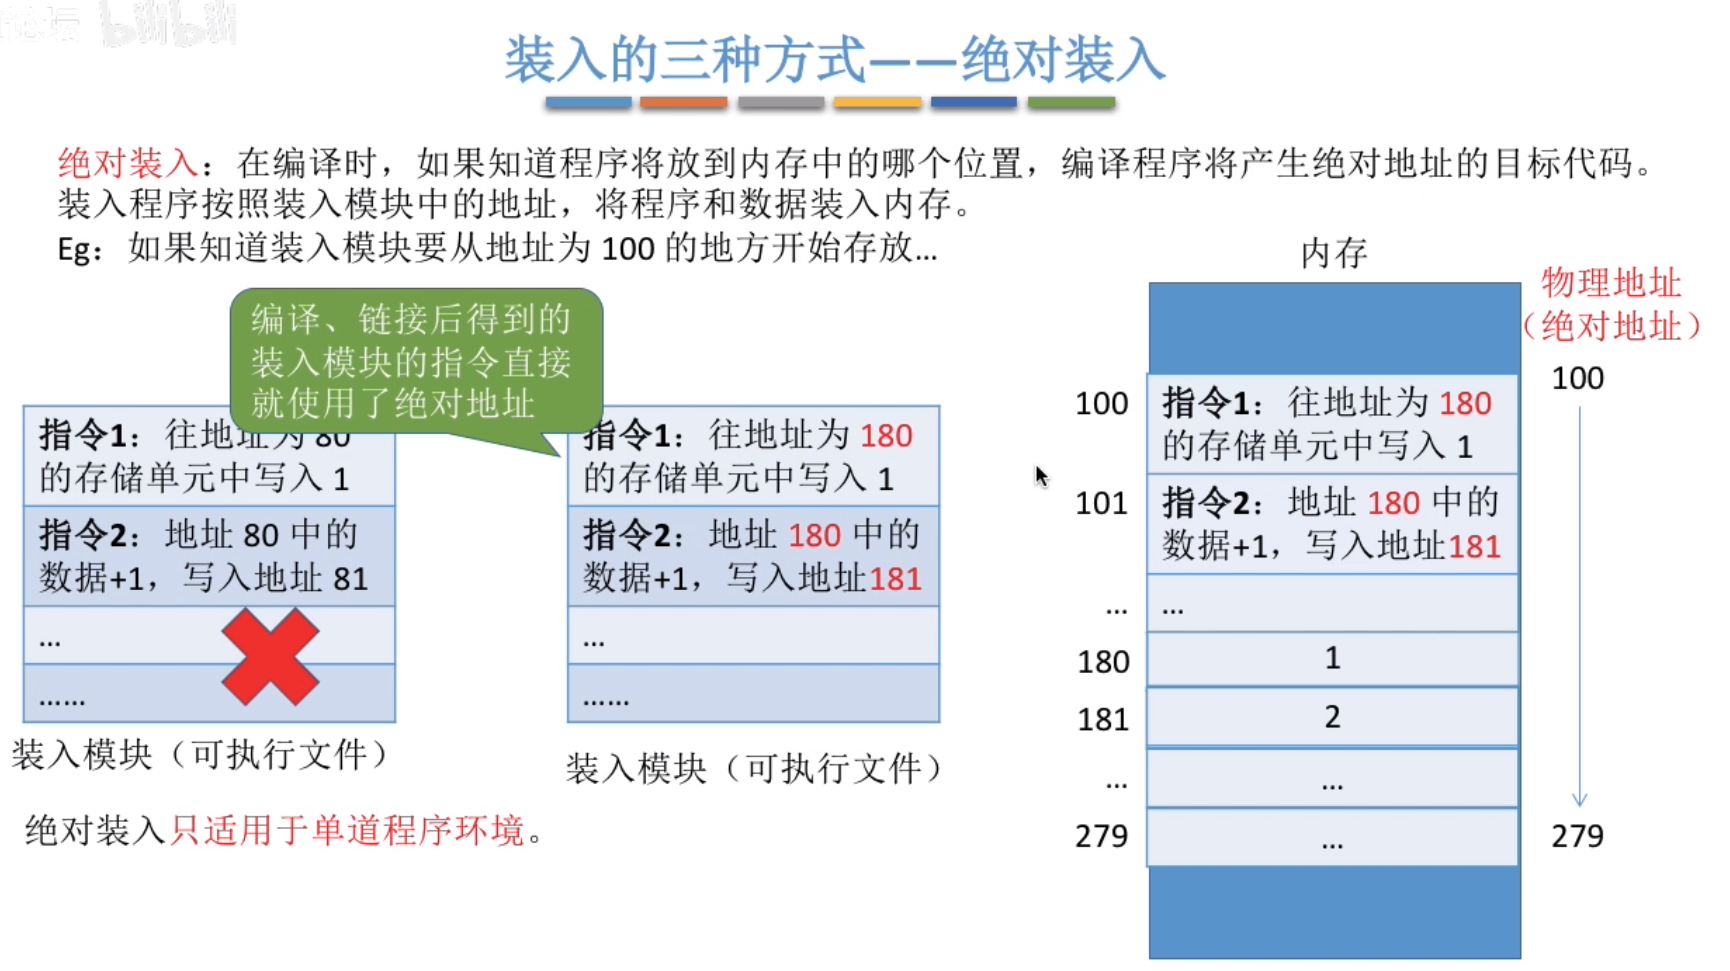 论坛 bilibili
装入的三种方式——绝对装入
绝对装入：在编译时，如果知道程序将放到内存中的哪个位置，编译程序将产生绝对地址的目标代码。
装入程序按照装入模块中的地址，将程序和数据装入内存。
Eg：如果知道装入模块要从地址为 100 的地方开始存放...
编译、链接后得到的
装入模块的指令直接
就使用了绝对地址
指令1：往地址为 80
的存储单元中写入 1
指令2：地址 80 中的
数据+1，写入地址 81
...
......
装入模块（可执行文件）
指令1：往地址为 180
的存储单元中写入 1
指令2：地址 180 中的
数据+1，写入地址181
...
......
装入模块（可执行文件）
绝对装入只适用于单道程序环境。
内存
物理地址
（绝对地址）
100
279
100
指令1：往地址为 180
的存储单元中写入 1
101
指令2：地址 180 中的
数据+1，写入地址181
... ...
180 1
181 2
... ...
279 ...